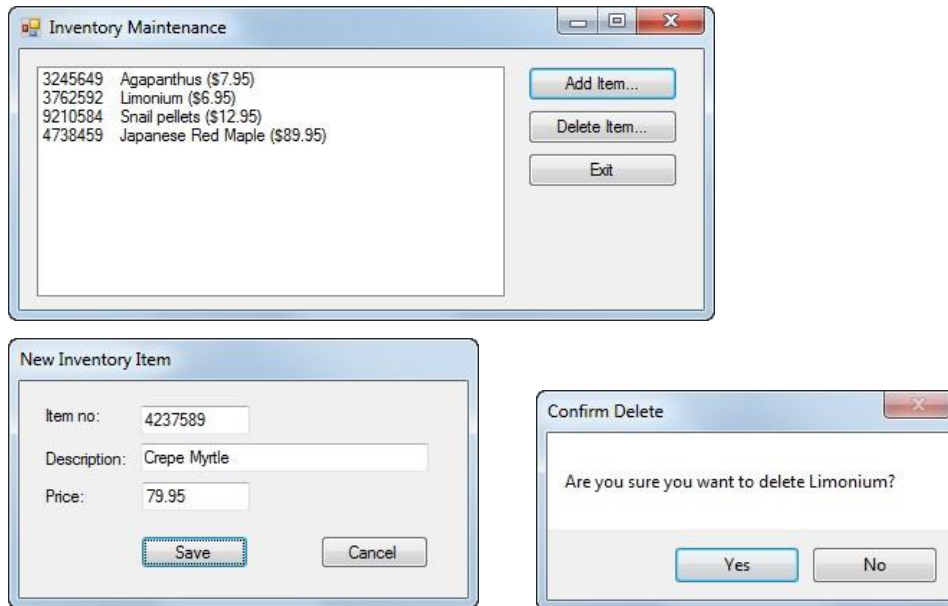 Inventory Maintenance
3245649 Agapanthus ($7.95)
3762592 Limonium ($6.95)
9210584 Snail pellets ($12.95)
4738459 Japanese Red Maple ($89.95)
Add Item...
Delete Item...
Exit
New Inventory Item
Item no: 4237589
Description: Crepe Myrtle
Price: 79.95
Save Cancel
Confirm Delete
Are you sure you want to delete Limonium?
Yes No